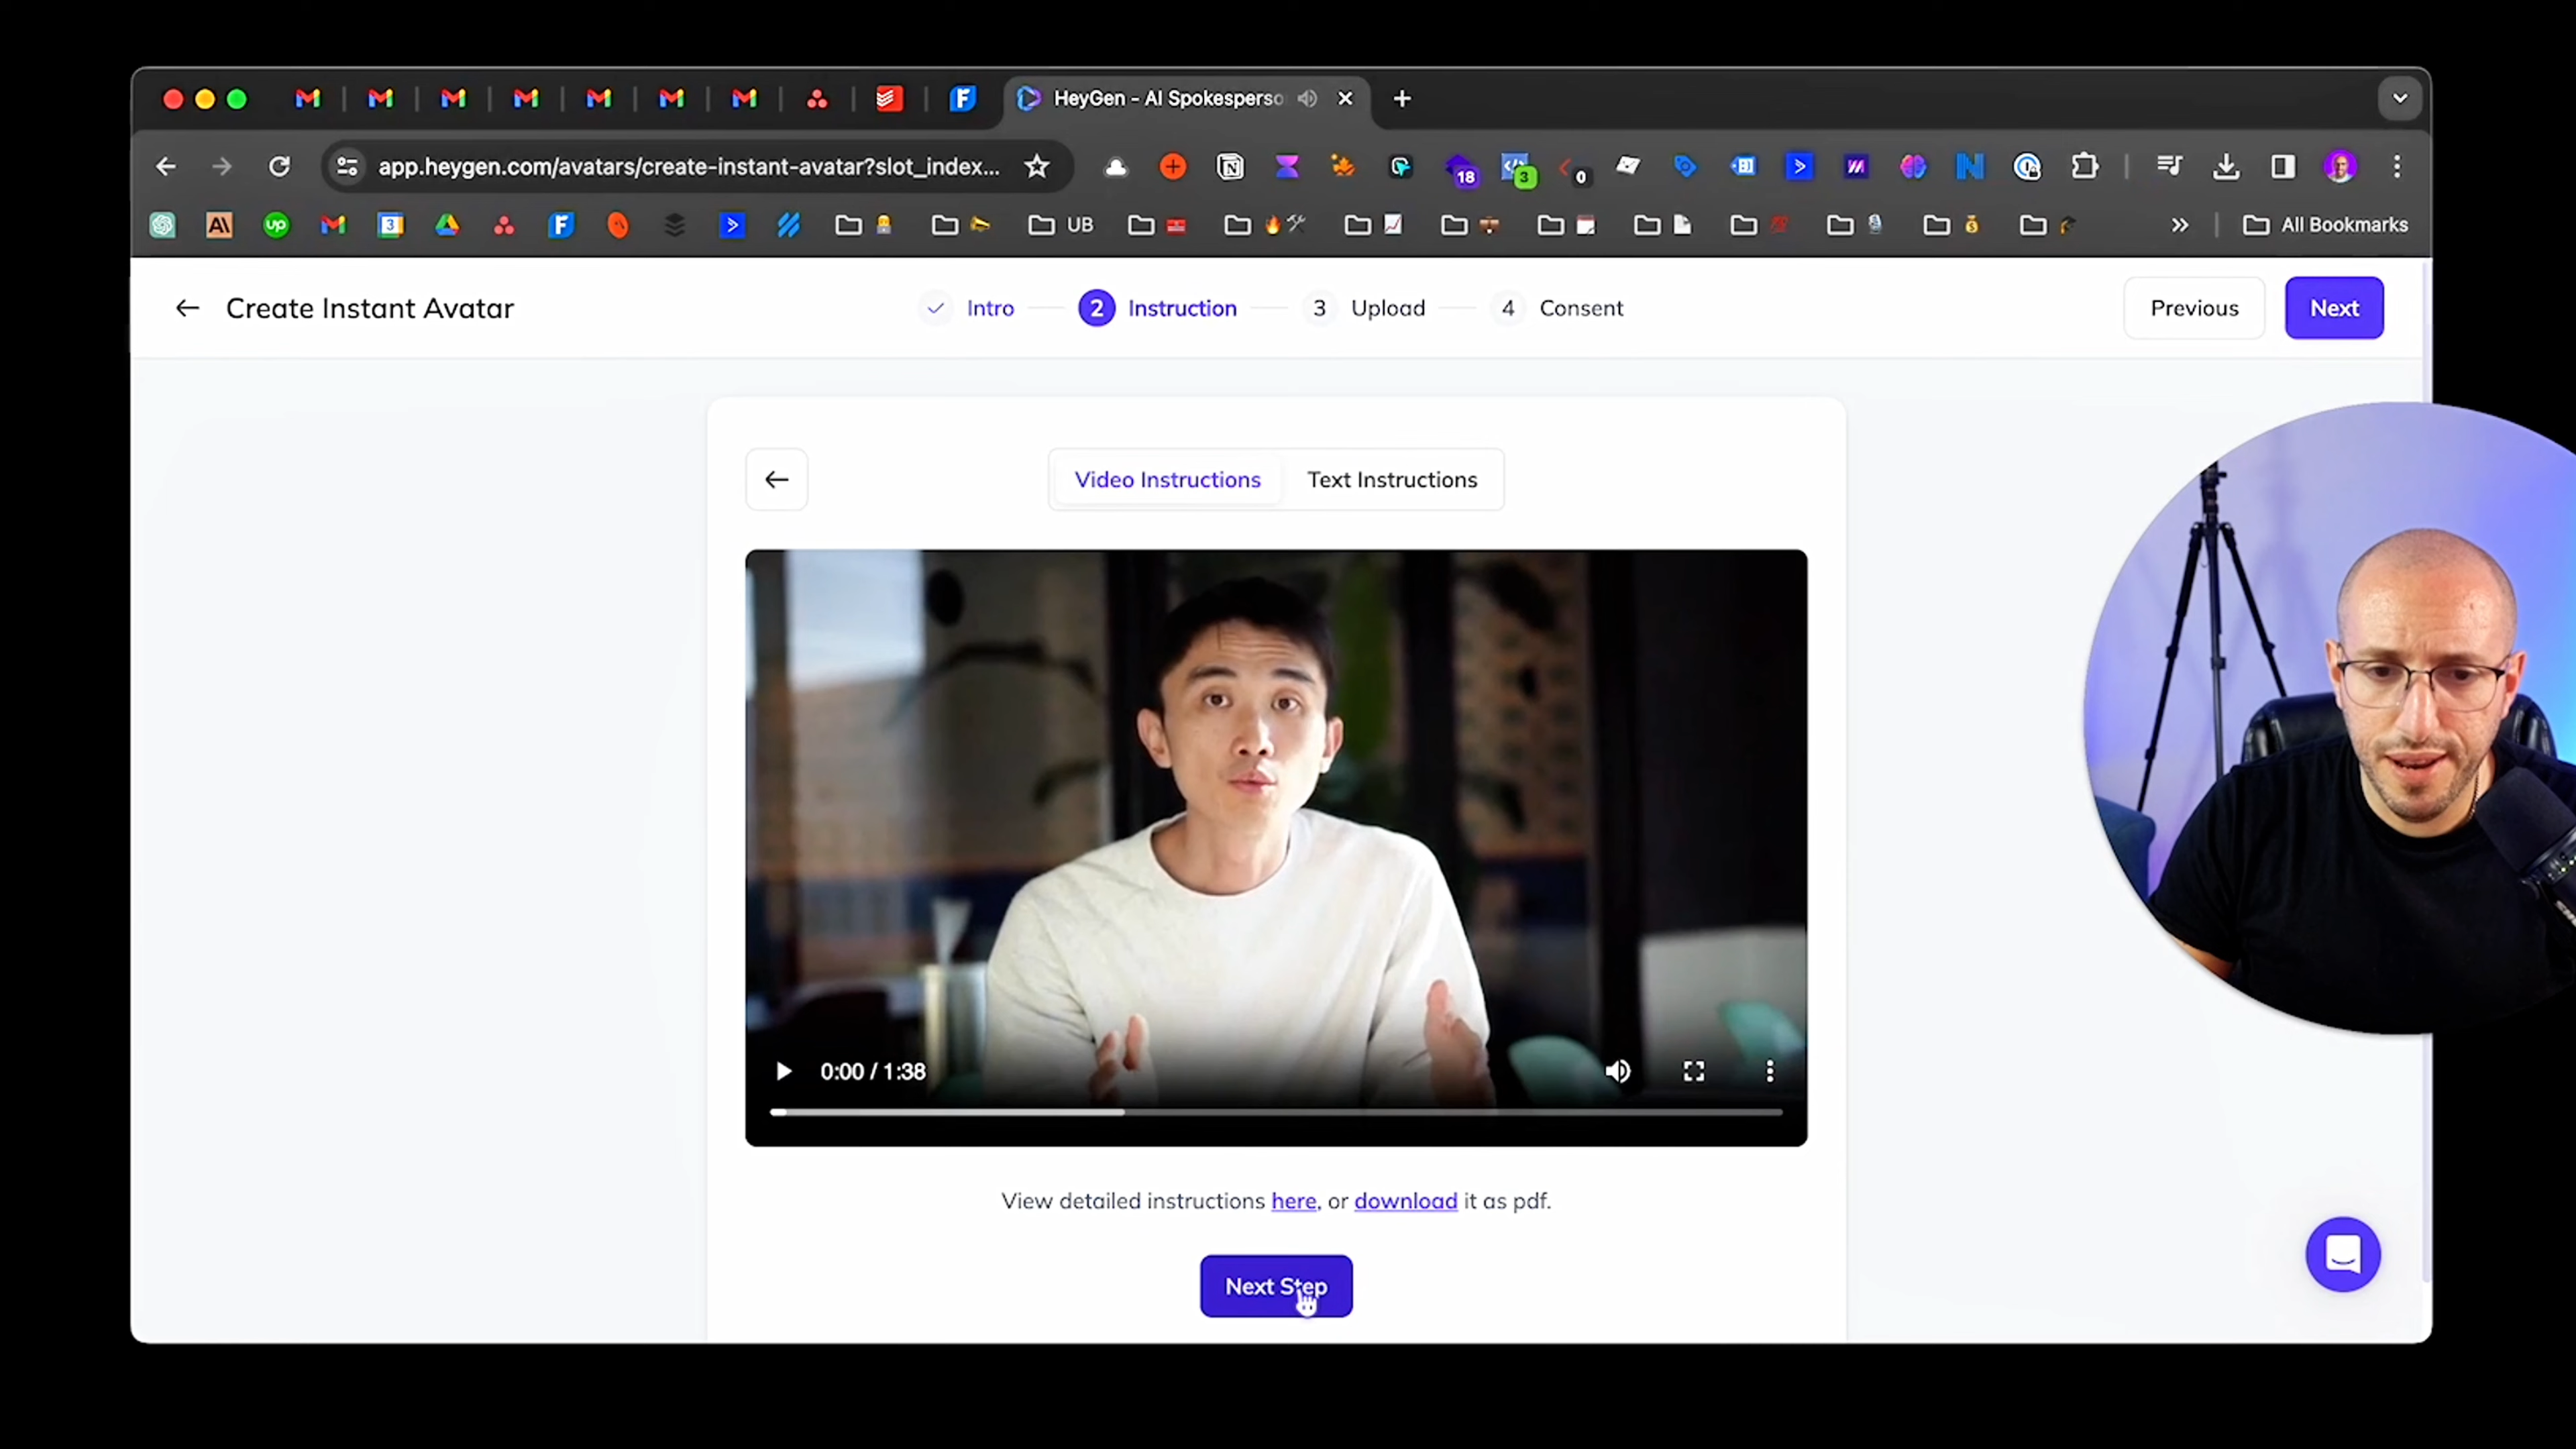 HeyGen - AI Spokesperso
app.heygen.com/avatars/create-instant-avatar?slot_index...
18
3
0
UP
3
UB
All Bookmarks
Create Instant Avatar
Intro
2 Instruction
3 Upload
4 Consent
Previous
Next
Video Instructions
Text Instructions
0:00 / 1:38
View detailed instructions here, or download it as pdf.
Next Step